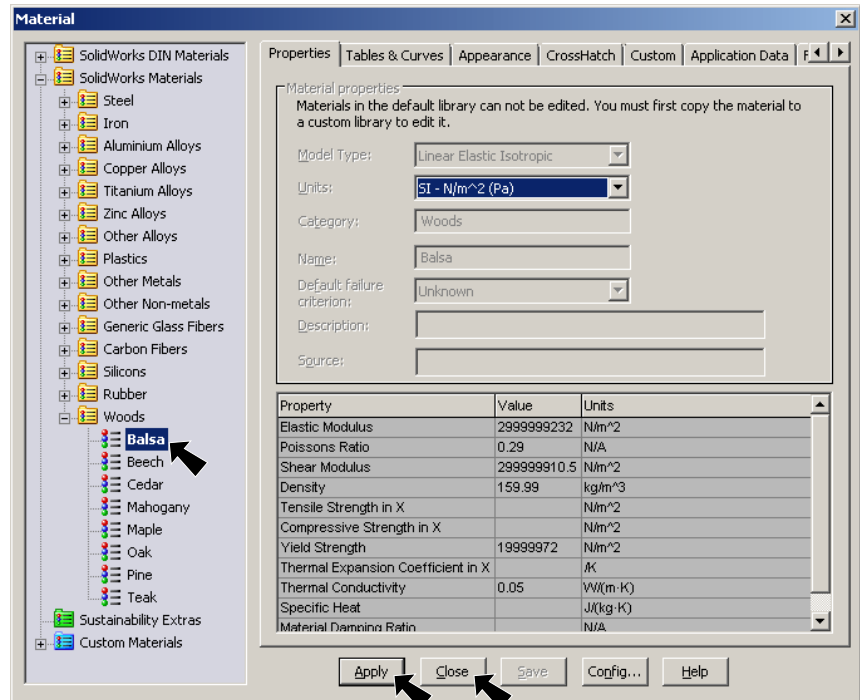 Material
SolidWorks DIN Materials
SolidWorks Materials
Steel
Iron
Aluminium Alloys
Copper Alloys
Titanium Alloys
Zinc Alloys
Other Alloys
Plastics
Other Metals
Other Non-metals
Generic Glass Fibers
Carbon Fibers
Silicons
Rubber
Woods
Balsa
Beech
Cedar
Mahogany
Maple
Oak
Pine
Teak
Sustainability Extras
Custom Materials
Properties Tables & Curves Appearance CrossHatch Custom Application Data
Material properties
Materials in the default library can not be edited. You must first copy the material to
a custom library to edit it.
Model Type: Linear Elastic Isotropic
Units: SI - N/m^2 (Pa)
Category: Woods
Name: Balsa
Default failure
criterion: Unknown
Description:
Source:
Property Value Units
Elastic Modulus 2999999232 N/m^2
Poissons Ratio 0.29 N/A
Shear Modulus 299999910.5 N/m^2
Density 159.99 kg/m^3
Tensile Strength in X N/m^2
Compressive Strength in X N/m^2
Yield Strength 19999972 N/m^2
Thermal Expansion Coefficient in X /K
Thermal Conductivity 0.05 W/(m·K)
Specific Heat J/(kg·K)
Material Damping Ratio N/A
Apply Close Save Config... Help